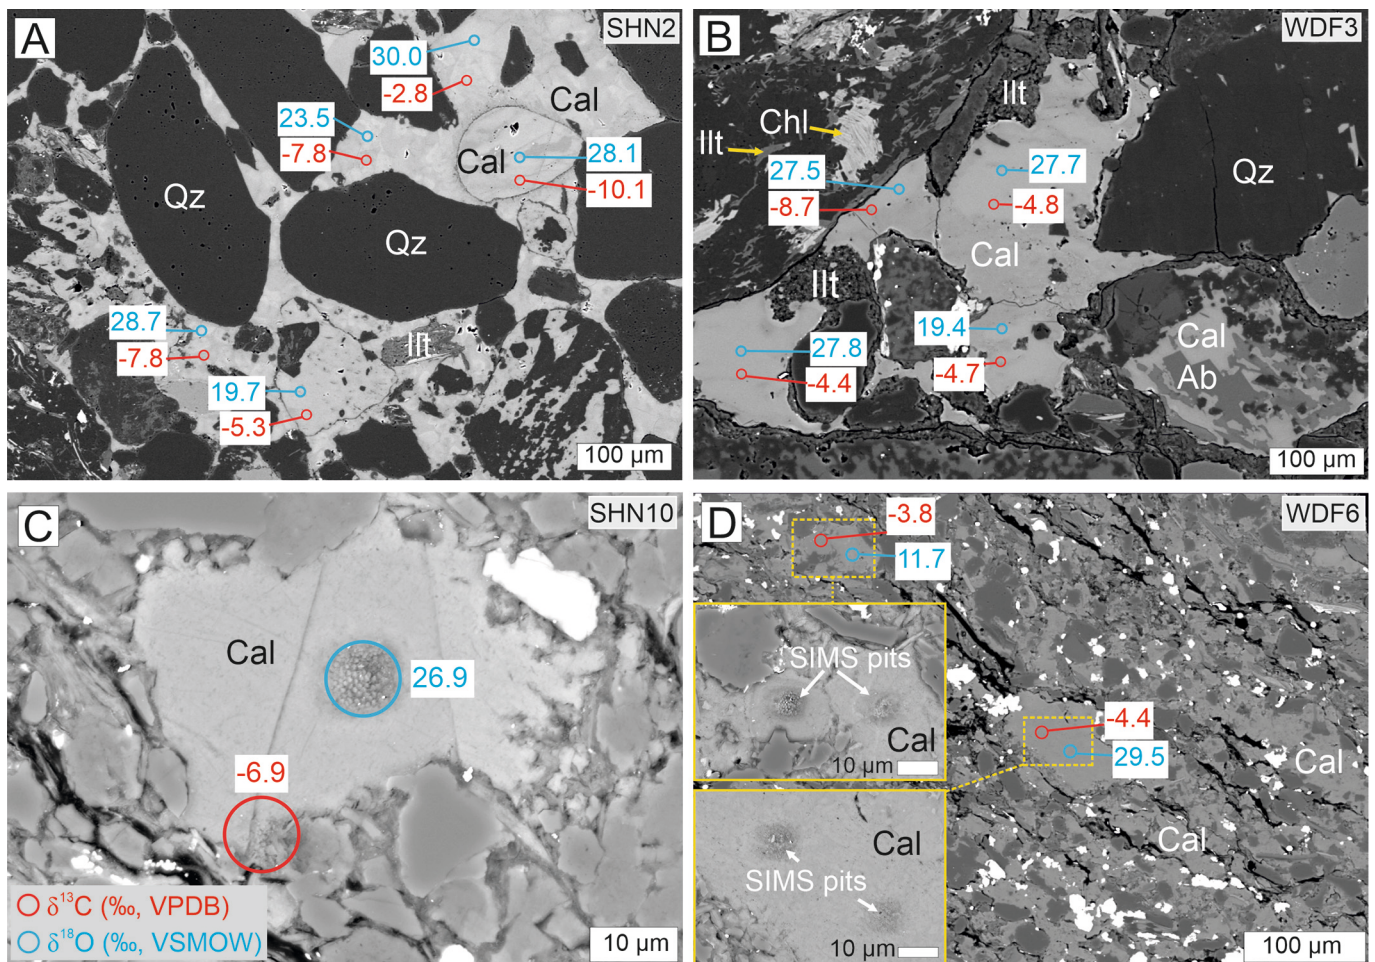 A
SHN2
30.0
-2.8
Cal
23.5
-7.8
Cal
28.1
-10.1
Qz
Qz
28.7
-7.8
Ilt
19.7
-5.3
100 µm
B
WDF3
Ilt
Chl
Ilt
27.5
27.7
Qz
-8.7
-4.8
Cal
Ilt
19.4
Cal
27.8
-4.7
Ab
-4.4
100 µm
C
SHN10
Cal
26.9
-6.9
δ¹³C (‰, VPDB)
δ¹⁸O (‰, VSMOW)
10 µm
D
WDF6
-3.8
11.7
SIMS pits
Cal
10 µm
-4.4
29.5
Cal
Cal
Cal
SIMS pits
10 µm
100 µm